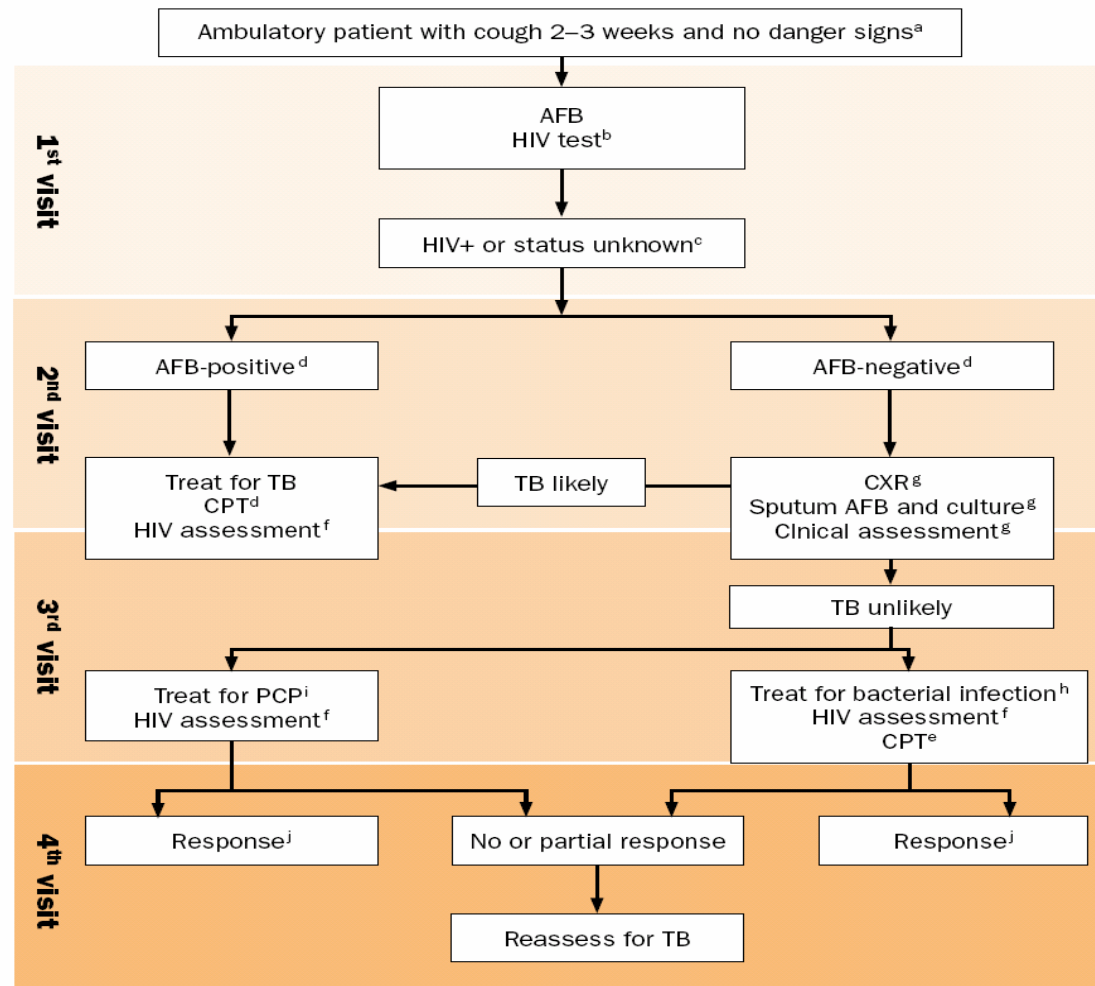 Ambulatory patient with cough 2–3 weeks and no danger signsᵃ
1st visit
AFB
HIV testᵇ
HIV+ or status unknownᶜ
2nd visit
AFB-positiveᵈ
AFB-negativeᵈ
Treat for TB
CPTᵈ
HIV assessmentᶠ
TB likely
CXRᵍ
Sputum AFB and cultureᵍ
Clnical assessmentᵍ
3rd visit
TB unlikely
Treat for PCPⁱ
HIV assessmentᶠ
Treat for bacterial infectionʰ
HIV assessmentᶠ
CPTᵉ
4th visit
Responseʲ
No or partial response
Responseʲ
Reassess for TB